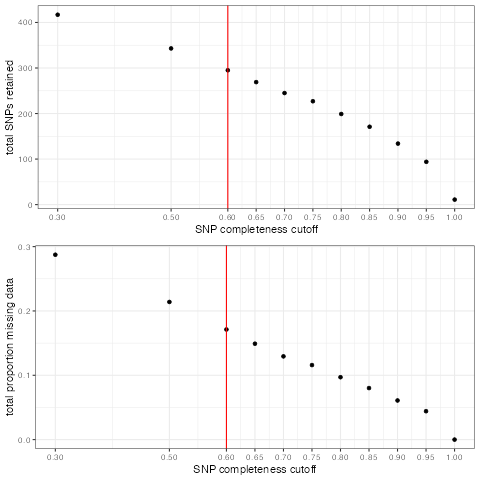 total SNPs retained
400
300
200
100
0
0.30 0.50 0.60 0.65 0.70 0.75 0.80 0.85 0.90 0.95 1.00
SNP completeness cutoff
total proportion missing data
0.3
0.2
0.1
0.0
0.30 0.50 0.60 0.65 0.70 0.75 0.80 0.85 0.90 0.95 1.00
SNP completeness cutoff